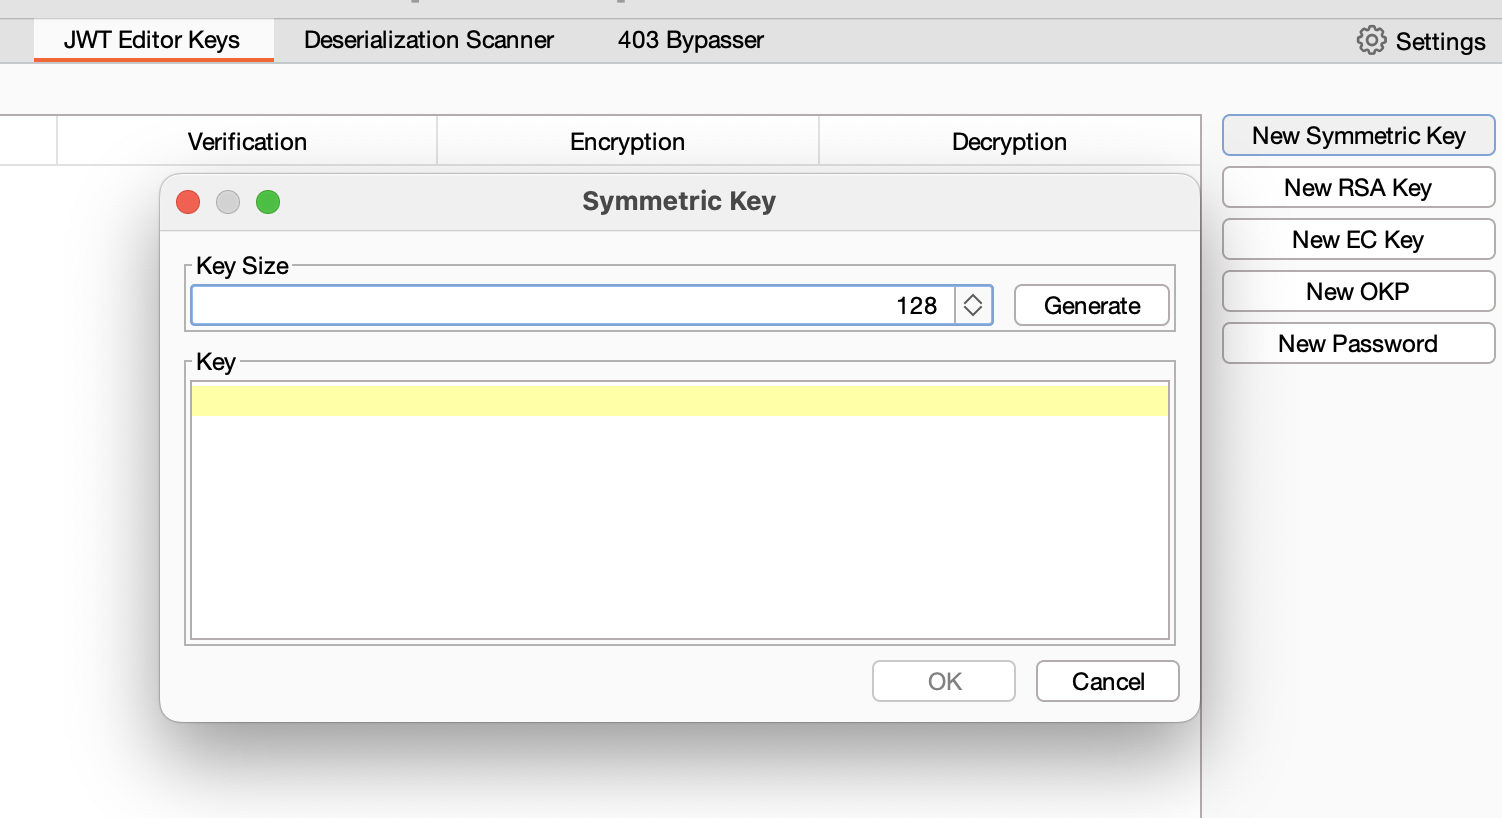 JWT Editor Keys
Deserialization Scanner
403 Bypasser
Settings
Verification
Encryption
Decryption
New Symmetric Key
New RSA Key
New EC Key
New OKP
New Password
Symmetric Key
Key Size
128
Generate
Key
OK
Cancel